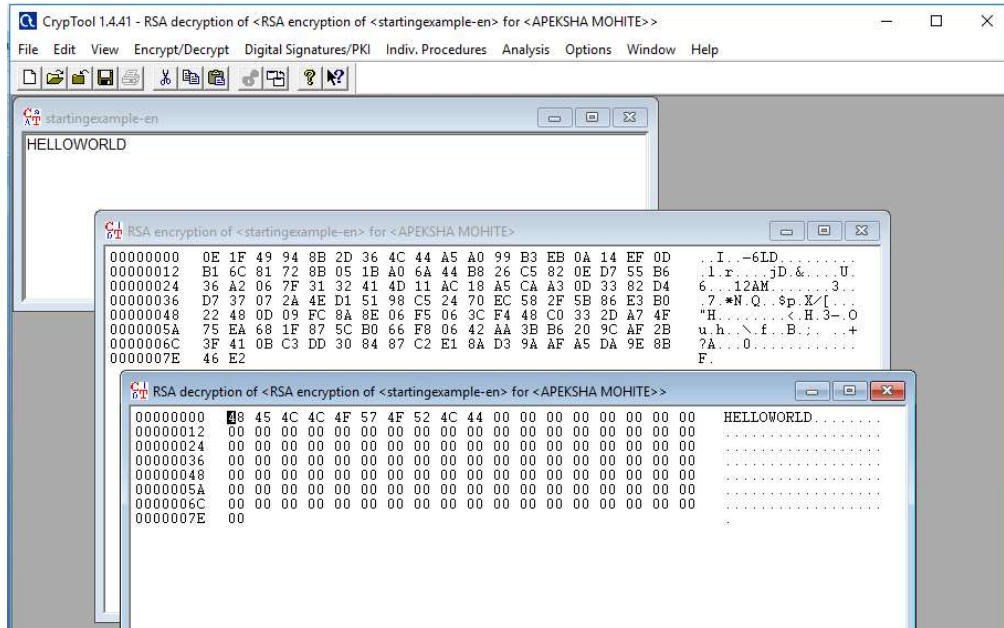 CrypTool 1.4.41 - RSA decryption of <RSA encryption of <startingexample-en> for <APEKSHA MOHITE>>
File Edit View Encrypt/Decrypt Digital Signatures/PKI Indiv. Procedures Analysis Options Window Help
startingexample-en
HELLOWORLD
RSA encryption of <startingexample-en> for <APEKSHA MOHITE>
00000000 0E 1F 49 94 8B 2D 36 4C 44 A5 A0 99 B3 EB 0A 14 EF 0D ..I..-6LD.........
00000012 B1 6C 81 72 8B 05 1B A0 6A 44 B8 26 C5 82 0E D7 55 B6 .l.r....jD.&....U.
00000024 36 A2 06 7F 31 32 41 4D 11 AC 18 A5 CA A3 0D 33 82 D4 6...12AM.......3..
00000036 D7 37 07 2A 4E D1 51 98 C5 24 70 EC 58 2F 5B 86 E3 B0 .7.*N.Q..$p.X/[...
00000048 22 48 0D 09 FC 8A 8E 06 F5 06 3C F4 48 C0 33 2D A7 4F "H........<.H.3-.O
0000005A 75 EA 68 1F 87 5C B0 66 F8 06 42 AA 3B B6 20 9C AF 2B u.h..\.f..B.;. ..+
0000006C 3F 41 0B C3 DD 30 84 87 C2 E1 8A D3 9A AF A5 DA 9E 8B ?A...0............
0000007E 46 E2 F.
RSA decryption of <RSA encryption of <startingexample-en> for <APEKSHA MOHITE>>
00000000 48 45 4C 4C 4F 57 4F 52 4C 44 00 00 00 00 00 00 00 00 HELLOWORLD........
00000012 00 00 00 00 00 00 00 00 00 00 00 00 00 00 00 00 00 00 ..................
00000024 00 00 00 00 00 00 00 00 00 00 00 00 00 00 00 00 00 00 ..................
00000036 00 00 00 00 00 00 00 00 00 00 00 00 00 00 00 00 00 00 ..................
00000048 00 00 00 00 00 00 00 00 00 00 00 00 00 00 00 00 00 00 ..................
0000005A 00 00 00 00 00 00 00 00 00 00 00 00 00 00 00 00 00 00 ..................
0000006C 00 00 00 00 00 00 00 00 00 00 00 00 00 00 00 00 00 00 ..................
0000007E 00 .